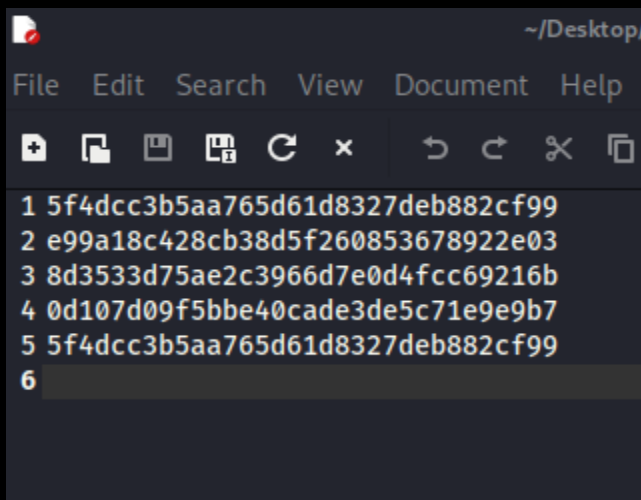 ~/Desktop/
File Edit Search View Document Help
1 5f4dcc3b5aa765d61d8327deb882cf99
2 e99a18c428cb38d5f260853678922e03
3 8d3533d75ae2c3966d7e0d4fcc69216b
4 0d107d09f5bbe40cade3de5c71e9e9b7
5 5f4dcc3b5aa765d61d8327deb882cf99
6